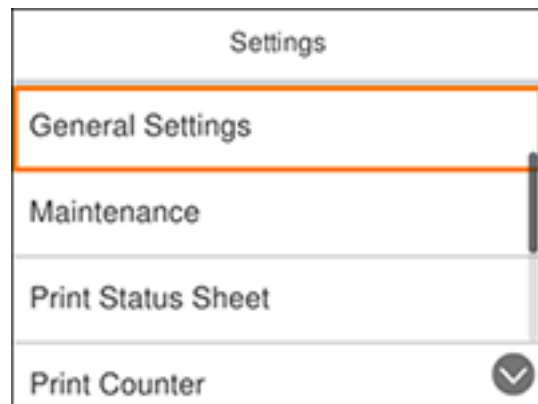 Settings
General Settings
Maintenance
Print Status Sheet
Print Counter